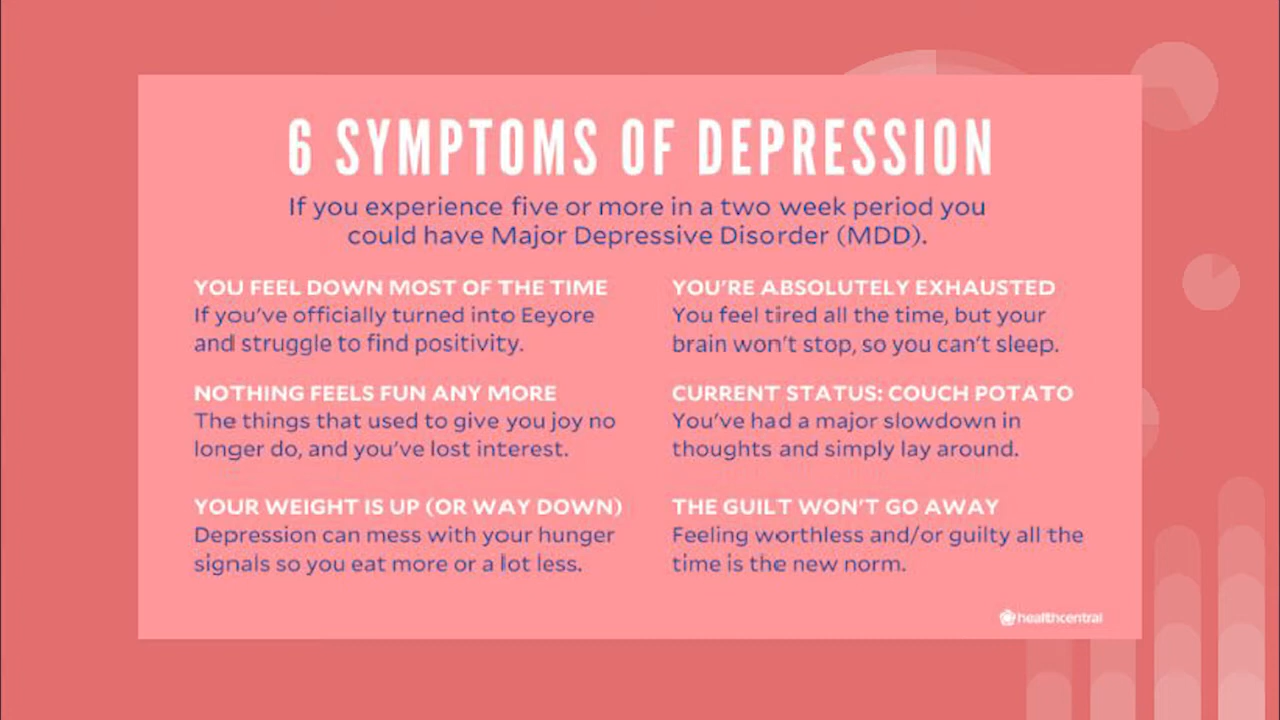 6 SYMPTOMS OF DEPRESSION
If you experience five or more in a two week period you
could have Major Depressive Disorder (MDD).
YOU FEEL DOWN MOST OF THE TIME
If you've officially turned into Eeyore
and struggle to find positivity.
NOTHING FEELS FUN ANY MORE
The things that used to give you joy no
longer do, and you've lost interest.
YOUR WEIGHT IS UP (OR WAY DOWN)
Depression can mess with your hunger
signals so you eat more or a lot less.
YOU'RE ABSOLUTELY EXHAUSTED
You feel tired all the time, but your
brain won't stop, so you can't sleep.
CURRENT STATUS: COUCH POTATO
You've had a major slowdown in
thoughts and simply lay around.
THE GUILT WON'T GO AWAY
Feeling worthless and/or guilty all the
time is the new norm.
healthcentral